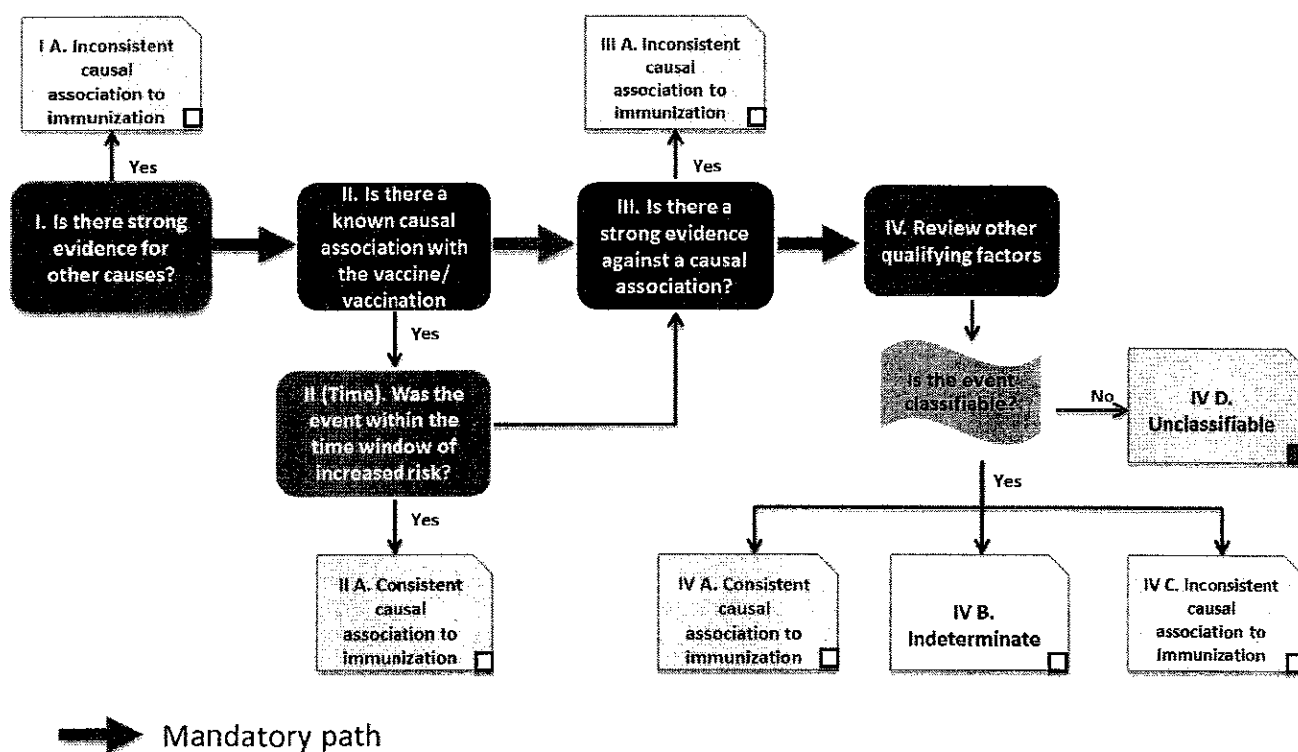 I A. Inconsistent
causal
association to
immunization
Yes
I. Is there strong
evidence for
other causes?
II. Is there a
known causal
association with
the vaccine/
vaccination
Yes
II (Time). Was the
event within the
time window of
increased risk?
Yes
II A. Consistent
causal
association to
immunization
III A. Inconsistent
causal
association to
immunization
Yes
III. Is there a
strong evidence
against a causal
association?
IV. Review other
qualifying factors
Is the event
classifiable?
No
IV D.
Unclassifiable
Yes
IV A. Consistent
causal
association to
immunization
IV B.
Indeterminate
IV C. Inconsistent
causal
association to
immunization
Mandatory path